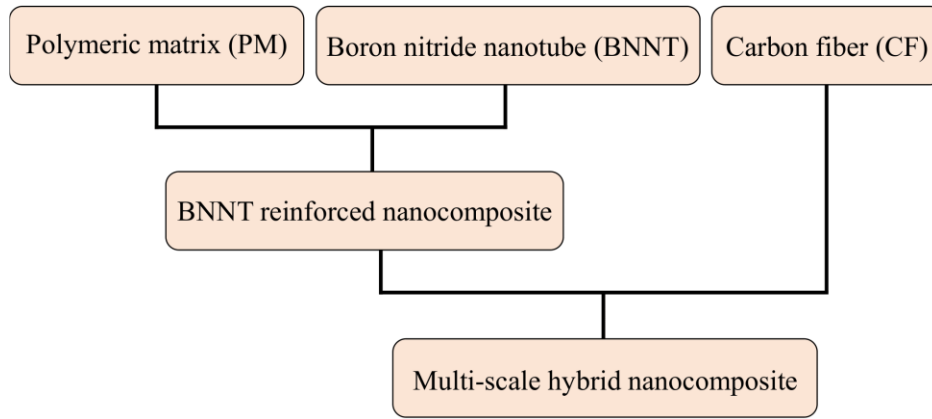 Polymeric matrix (PM)
Boron nitride nanotube (BNNT)
Carbon fiber (CF)
BNNT reinforced nanocomposite
Multi-scale hybrid nanocomposite